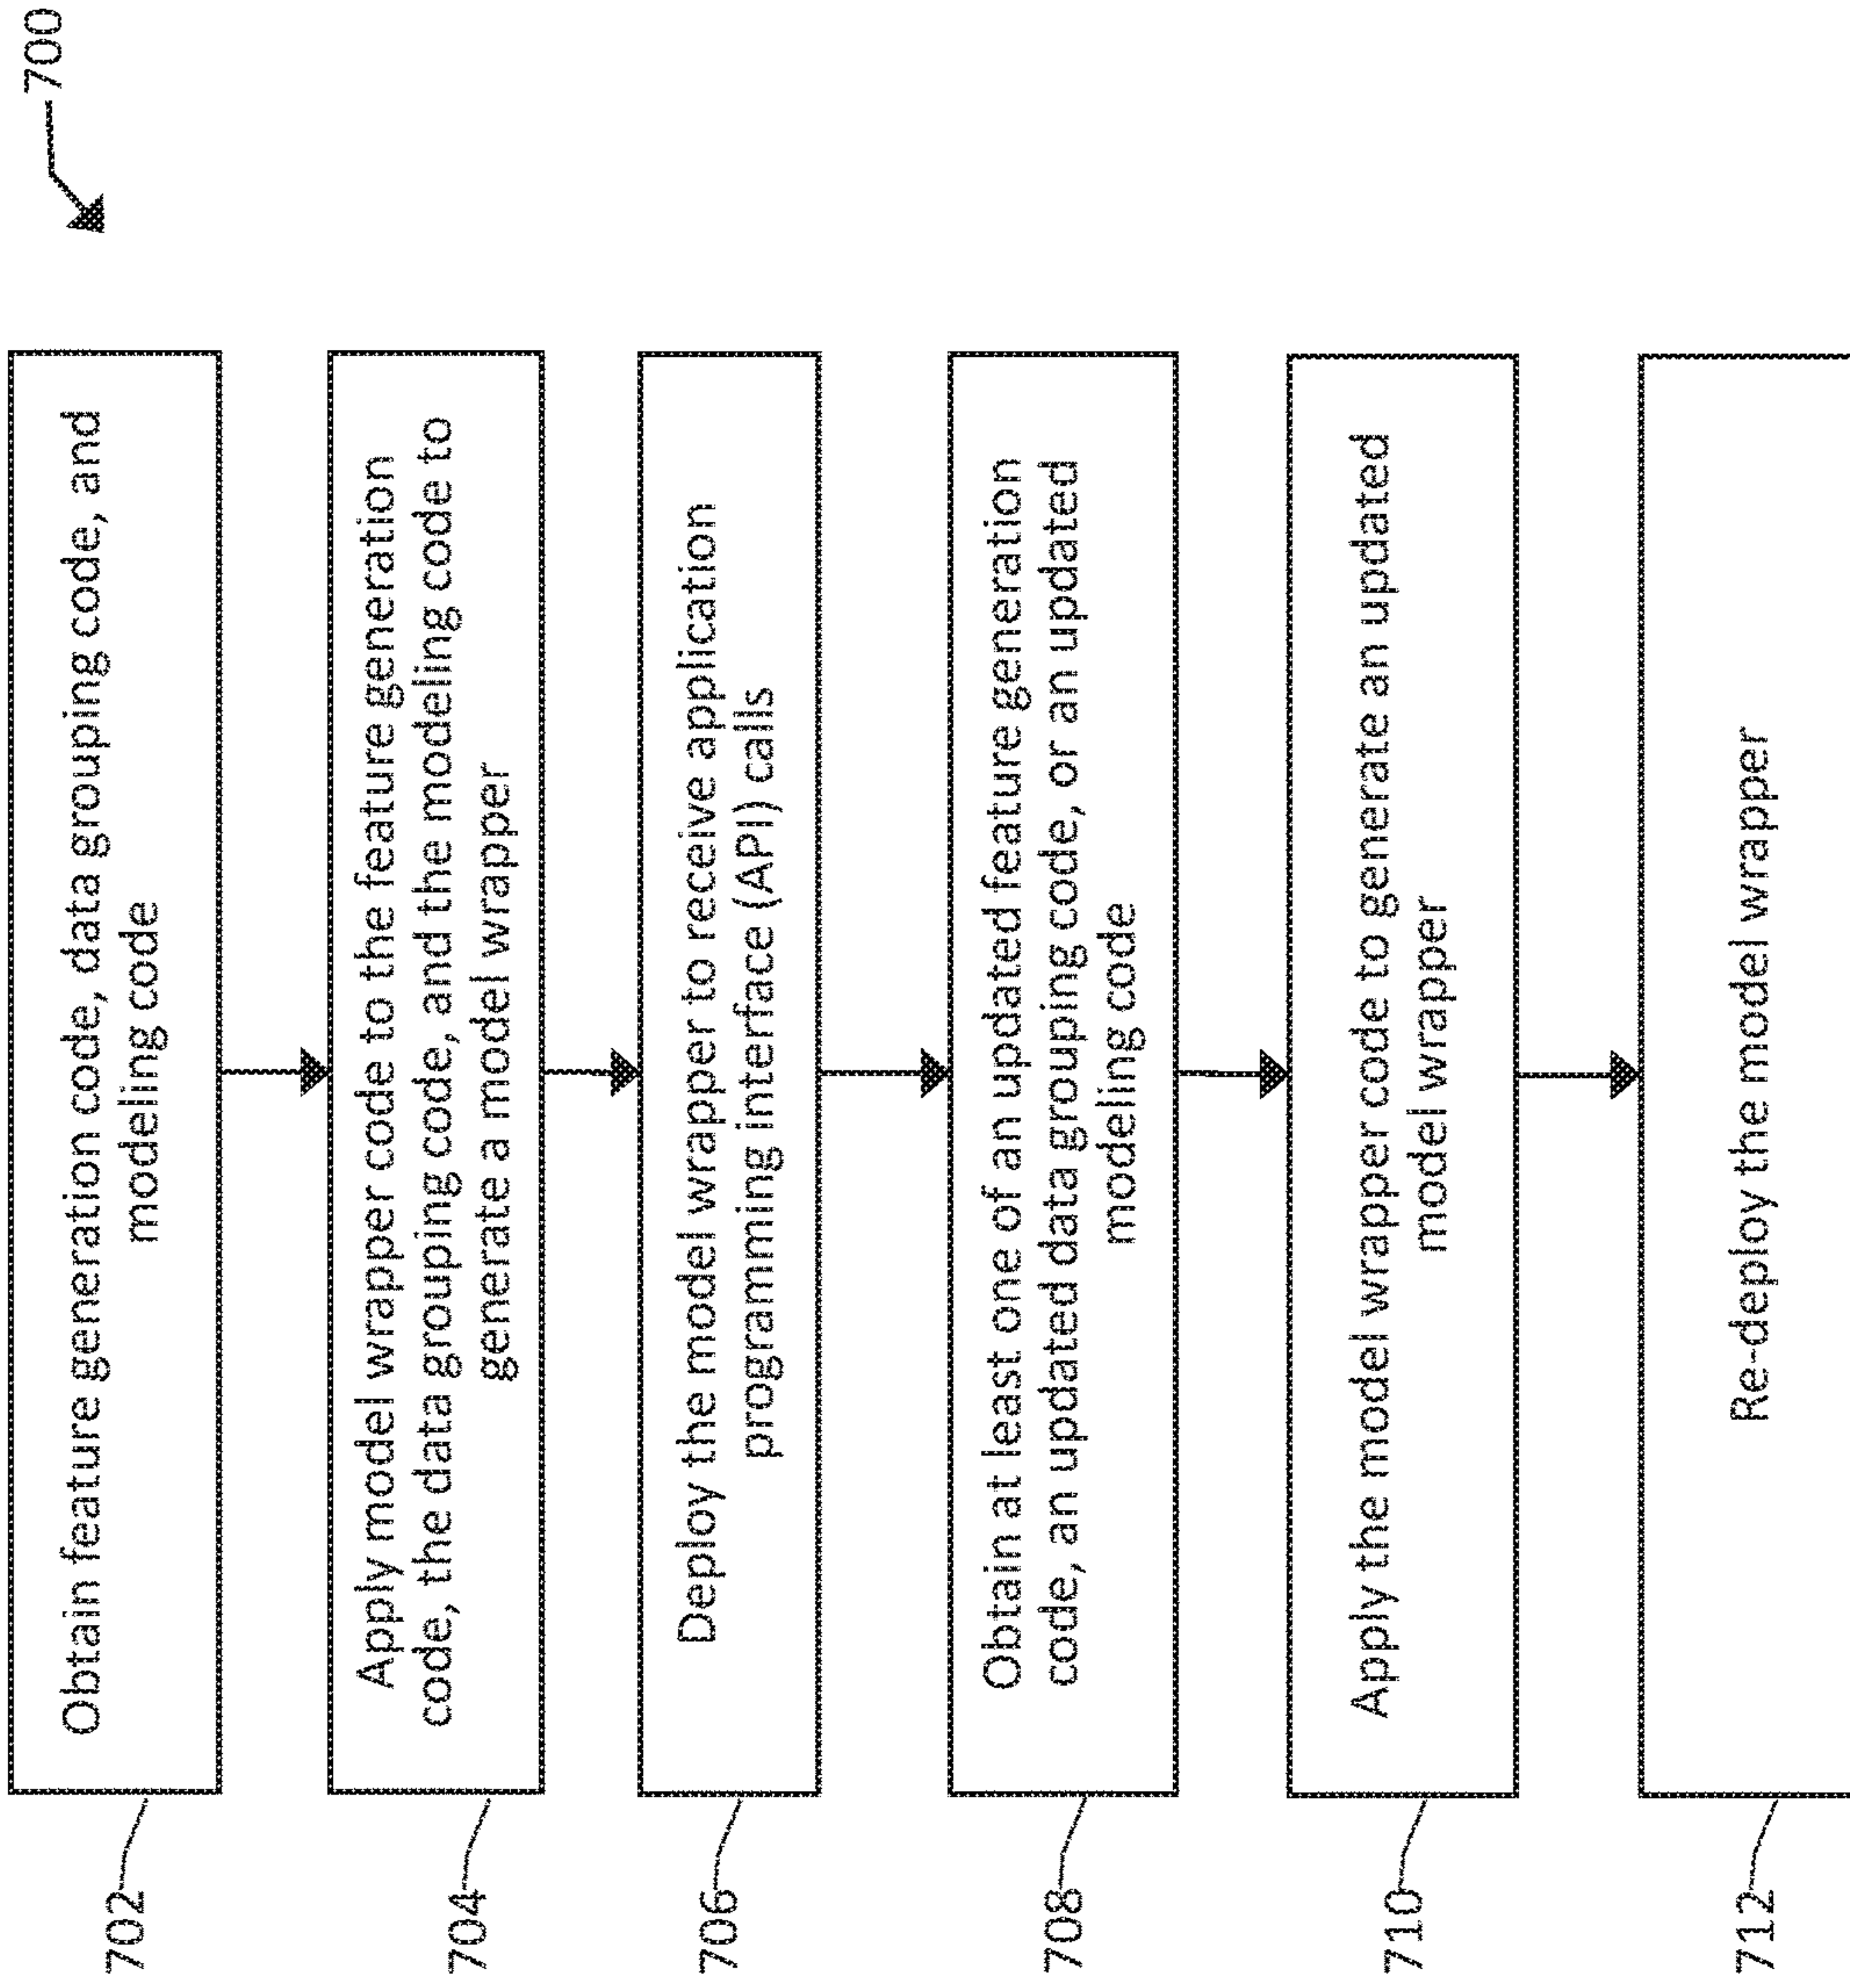 700
702
Obtain feature generation code, data grouping code, and
modeling code
704
Apply model wrapper code to the feature generation
code, the data grouping code, and the modeling code to
generate a model wrapper
706
Deploy the model wrapper to receive application
programming interface (API) calls
708
Obtain at least one of an updated feature generation
code, an updated data grouping code, or an updated
modeling code
710
Apply the model wrapper code to generate an updated
model wrapper
712
Re-deploy the model wrapper